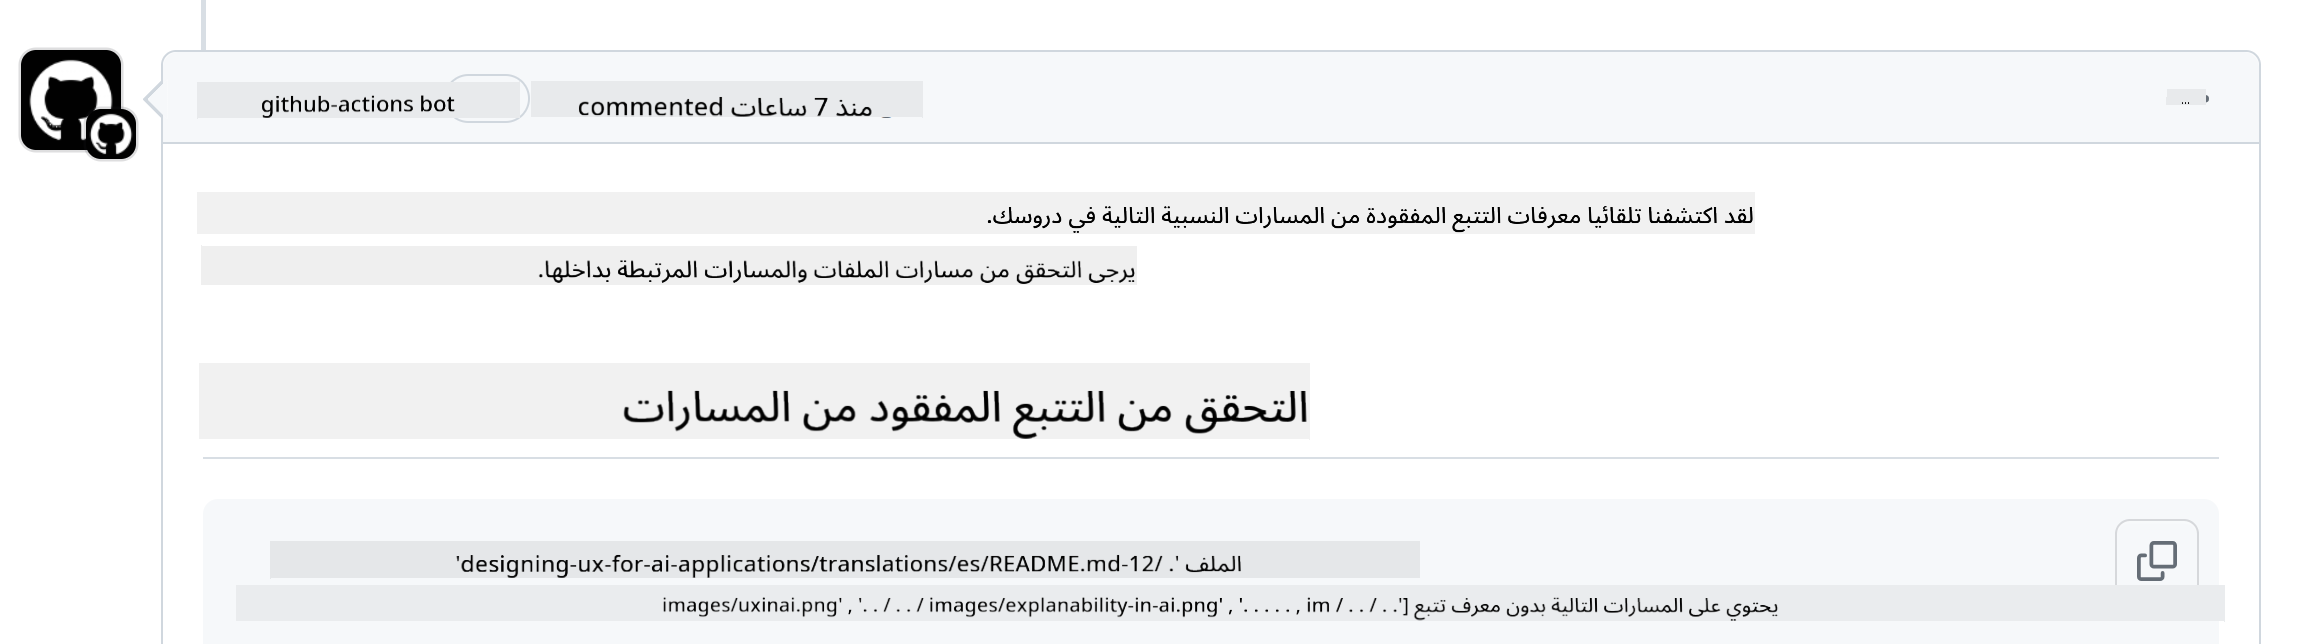 github-actions bot
commented منذ 7 ساعات
...
لقد اكتشفنا تلقائيا معرفات التتبع المفقودة من المسارات النسبية التالية في دروسك.
يرجى التحقق من مسارات الملفات والمسارات المرتبطة بداخلها.
التحقق من التتبع المفقود من المسارات
الملف '. /12-designing-ux-for-ai-applications/translations/es/README.md'
يحتوي على المسارات التالية بدون معرف تتبع ['. . / . . / images/uxinai.png' , '. . / . . / images/explanability-in-ai.png' , '. . . . . , im